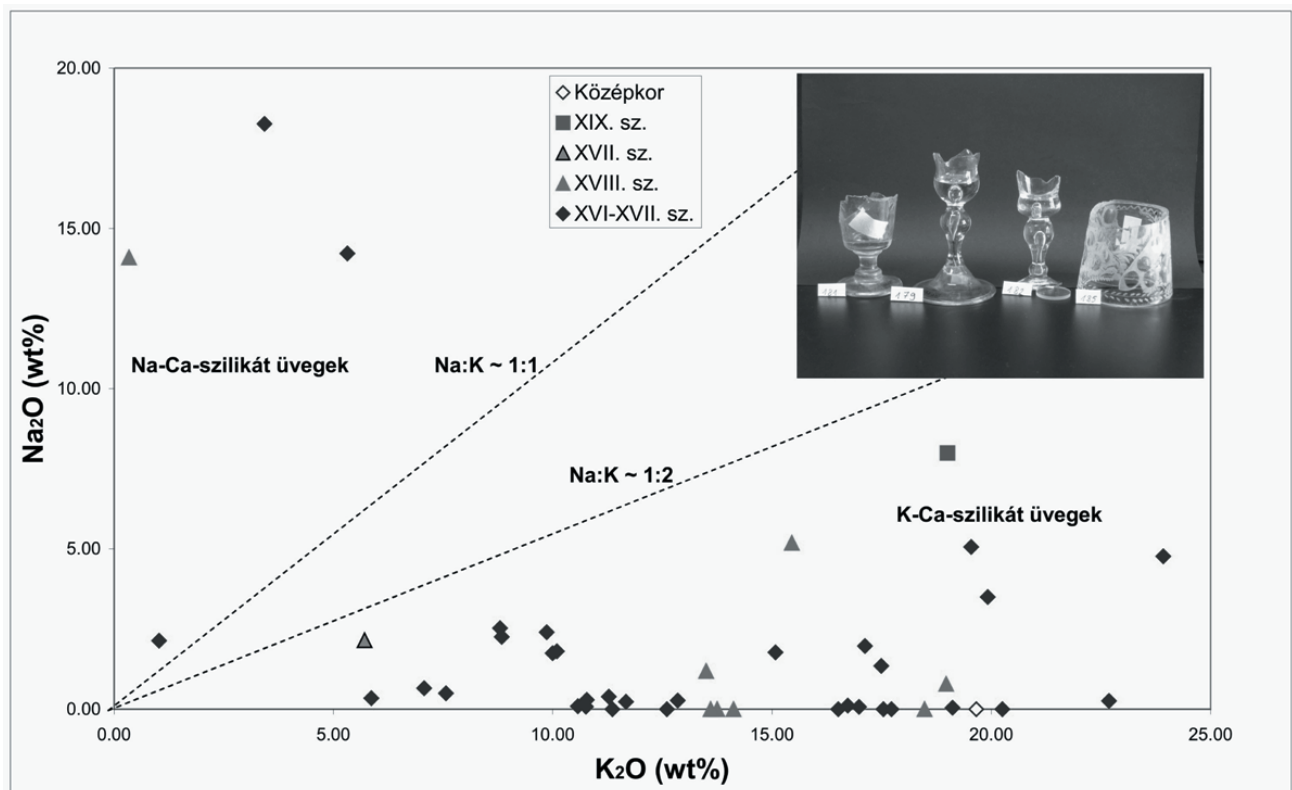 20.00
15.00
10.00
5.00
0.00
Na2O (wt%)
Középkor
XIX. sz.
XVII. sz.
XVIII. sz.
XVI-XVII. sz.
179
Na-Ca-szilikát üvegek
Na:K ~ 1:1
Na:K ~ 1:2
K-Ca-szilikát üvegek
0.00 5.00 10.00 15.00 20.00 25.00
K2O (wt%)